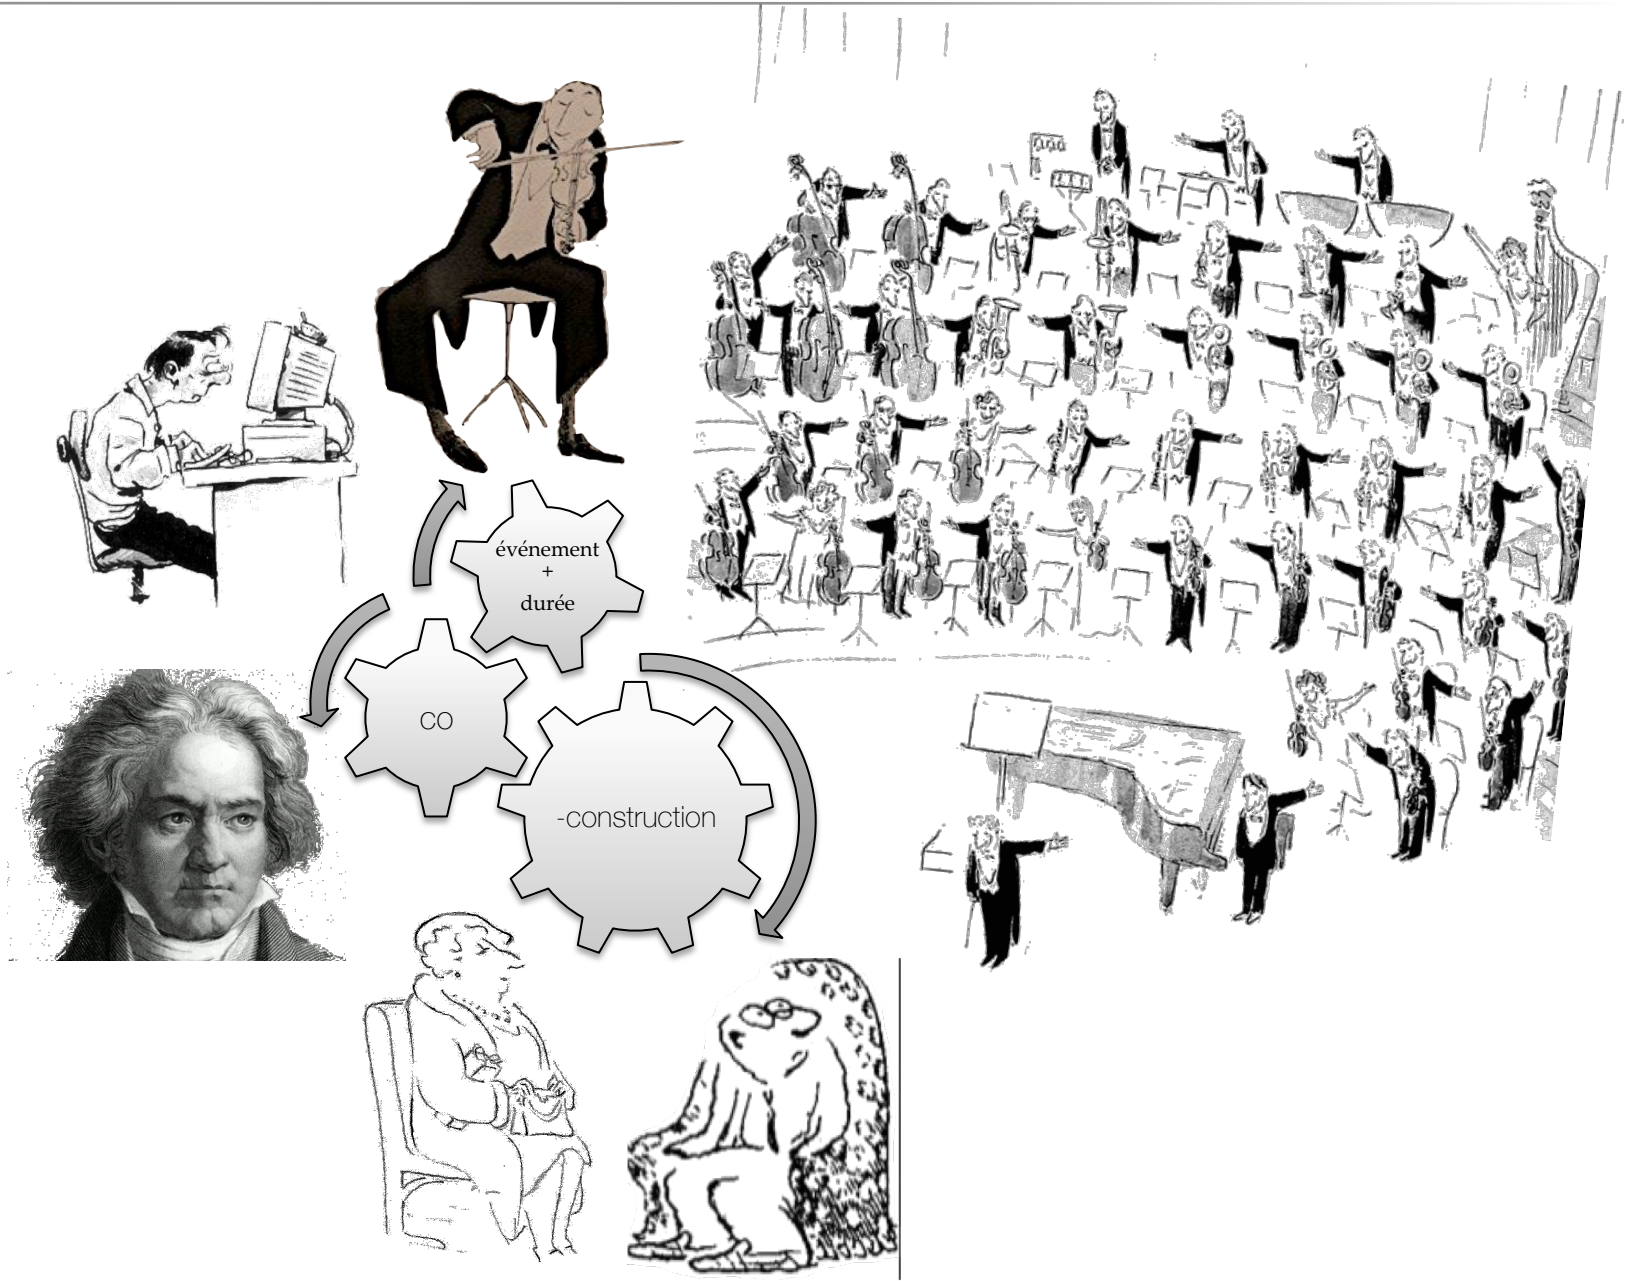 événement
+
durée
co
-construction